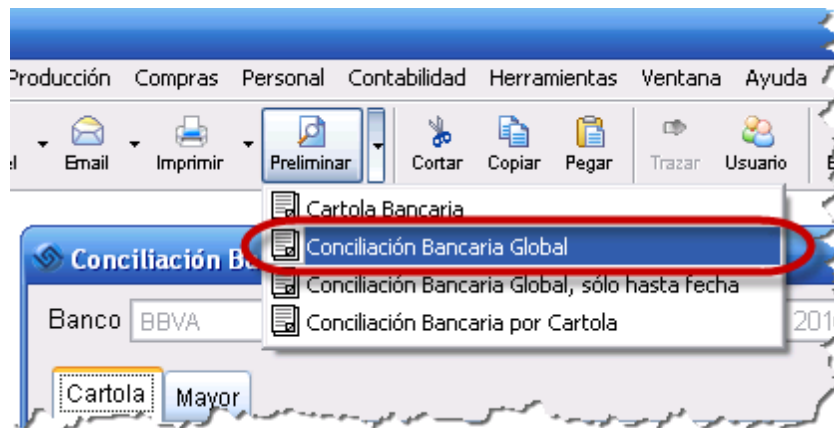 Producción Compras Personal Contabilidad Herramientas Ventana Ayuda
Email Imprimir Preliminar Cortar Copiar Pegar Trazar Usuario
Cartola Bancaria
Conciliación Bancaria Global
Conciliación
Conciliación Bancaria Global, sólo hasta fecha
Banco BBVA
Conciliación Bancaria por Cartola
Cartola Mayor